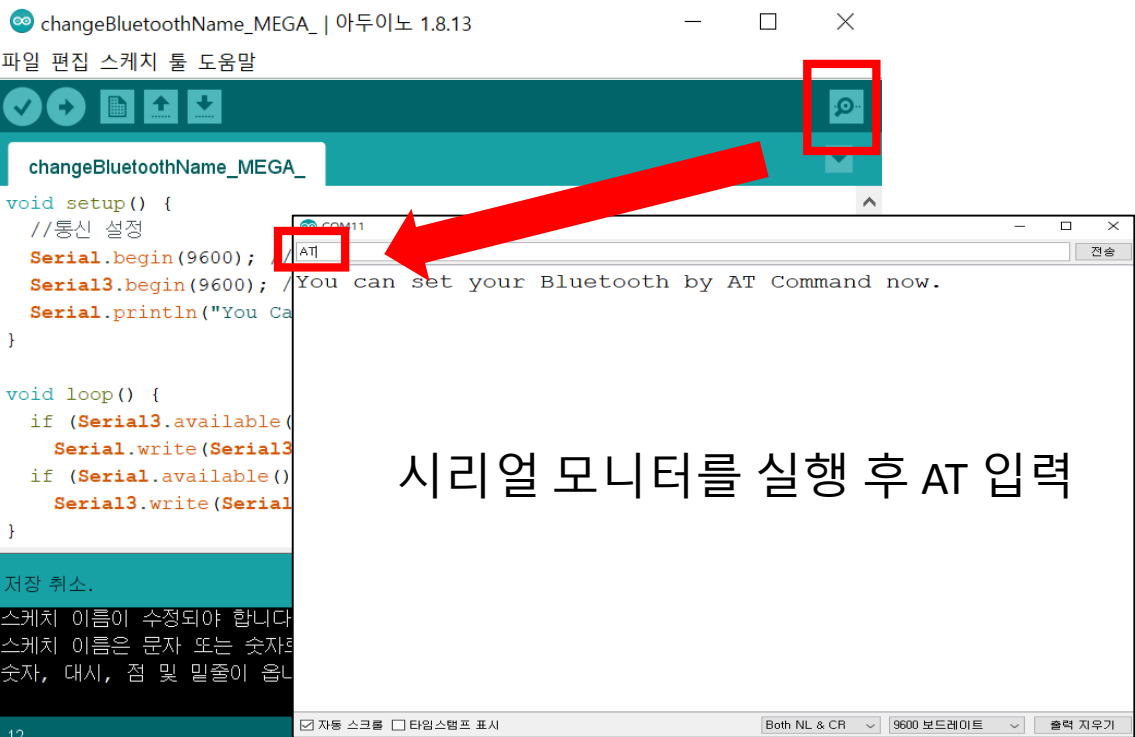 changeBluetoothName_MEGA_ | 아두이노 1.8.13
파일 편집 스케치 툴 도움말
changeBluetoothName_MEGA_
void setup() {
//통신 설정
Serial.begin(9600); //
Serial3.begin(9600); /
Serial.println("You Ca
}
void loop() {
if (Serial3.available(
Serial.write(Serial3
if (Serial.available()
Serial3.write(Serial
}
저장 취소.
스케치 이름이 수정되야 합니다
스케치 이름은 문자 또는 숫자
숫자, 대시, 점 및 밑줄이 옵
12
COM11
AT
전송
You can set your Bluetooth by AT Command now.
시리얼 모니터를 실행 후 AT 입력
자동 스크롤 타임스탬프 표시
Both NL & CR
9600 보드레이트
출력 지우기